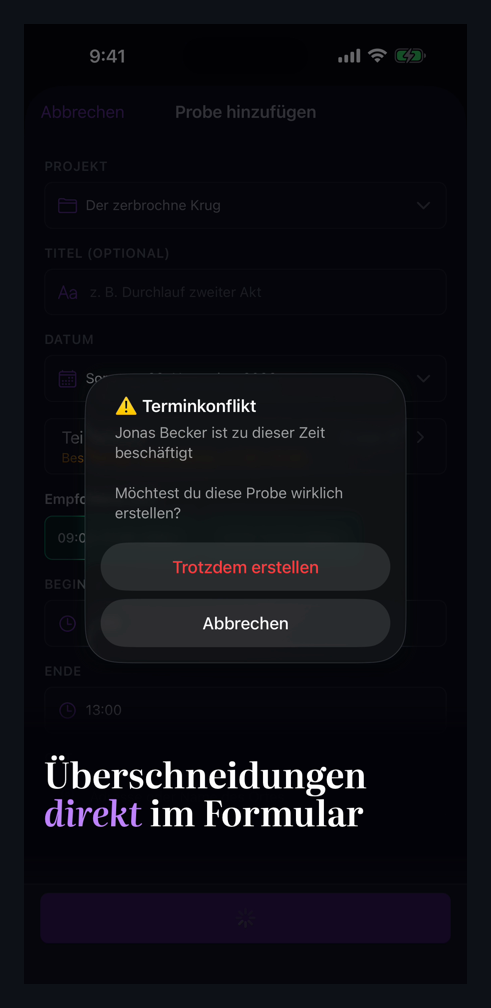 9:41
Abbrechen
Probe hinzufügen
PROJEKT
Der zerbrochne Krug
TITEL (OPTIONAL)
Aa z. B. Durchlauf zweiter Akt
DATUM
⚠️ Terminkonflikt
Jonas Becker ist zu dieser Zeit
beschäftigt
Möchtest du diese Probe wirklich
erstellen?
Trotzdem erstellen
Abbrechen
ENDE
13:00
Überschneidungen
direkt im Formular